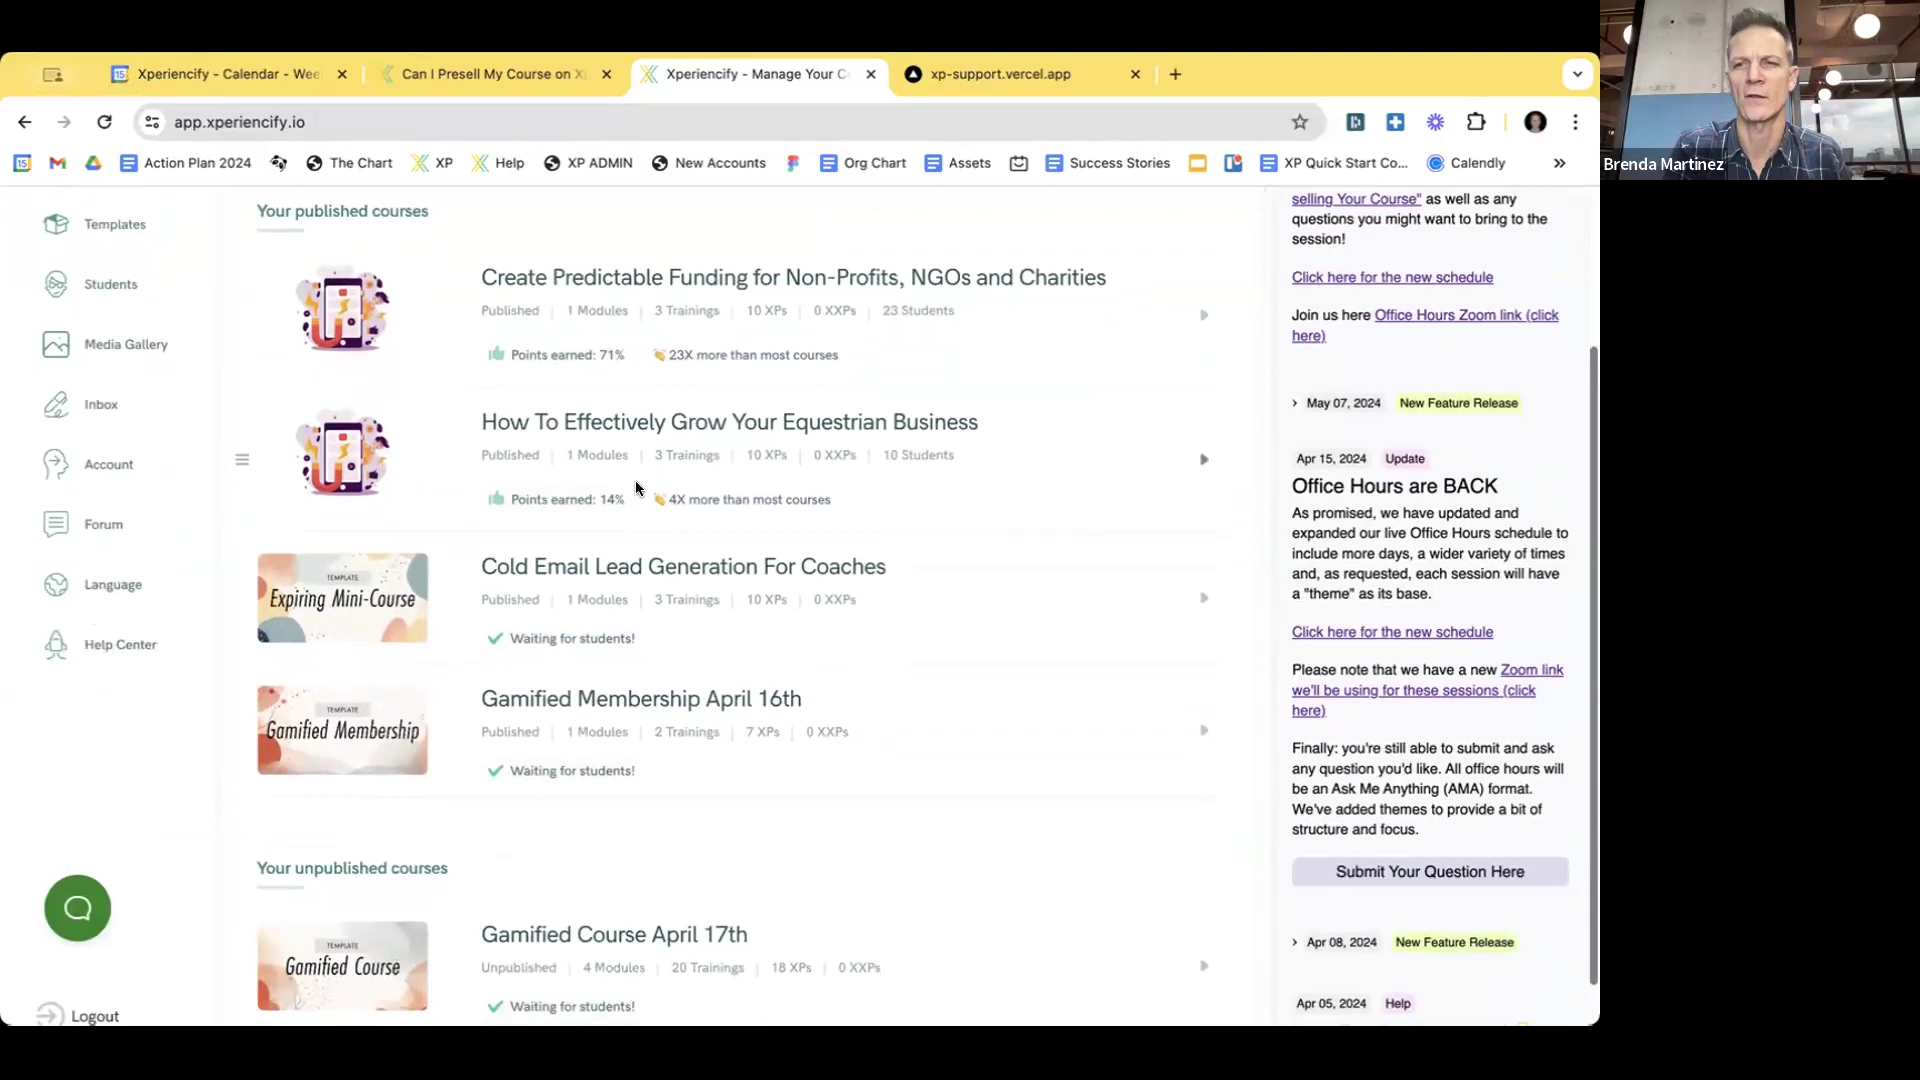 Xperiencify - Calendar - Wee
Can I Presell My Course on X
Xperiencify - Manage Your C
xp-support.vercel.app
app.xperiencify.io
Action Plan 2024
The Chart
XP
Help
XP ADMIN
New Accounts
Org Chart
Assets
Success Stories
XP Quick Start Co...
Calendly
Brenda Martinez
Templates
Students
Media Gallery
Inbox
Account
Forum
Language
Help Center
Logout
Your published courses
Create Predictable Funding for Non-Profits, NGOs and Charities
Published | 1 Modules | 3 Trainings | 10 XPs | 0 XXPs | 23 Students
Points earned: 71% 23X more than most courses
How To Effectively Grow Your Equestrian Business
Published | 1 Modules | 3 Trainings | 10 XPs | 0 XXPs | 10 Students
Points earned: 14% 4X more than most courses
TEMPLATE
Expiring Mini-Course
Cold Email Lead Generation For Coaches
Published | 1 Modules | 3 Trainings | 10 XPs | 0 XXPs
Waiting for students!
TEMPLATE
Gamified Membership
Gamified Membership April 16th
Published | 1 Modules | 2 Trainings | 7 XPs | 0 XXPs
Waiting for students!
Your unpublished courses
TEMPLATE
Gamified Course
Gamified Course April 17th
Unpublished | 4 Modules | 20 Trainings | 18 XPs | 0 XXPs
Waiting for students!
selling Your Course" as well as any
questions you might want to bring to the
session!
Click here for the new schedule
Join us here Office Hours Zoom link (click
here)
May 07, 2024 New Feature Release
Apr 15, 2024 Update
Office Hours are BACK
As promised, we have updated and
expanded our live Office Hours schedule to
include more days, a wider variety of times
and, as requested, each session will have
a "theme" as its base.
Click here for the new schedule
Please note that we have a new Zoom link
we'll be using for these sessions (click
here)
Finally: you're still able to submit and ask
any question you'd like. All office hours will
be an Ask Me Anything (AMA) format.
We've added themes to provide a bit of
structure and focus.
Submit Your Question Here
Apr 08, 2024 New Feature Release
Apr 05, 2024 Help